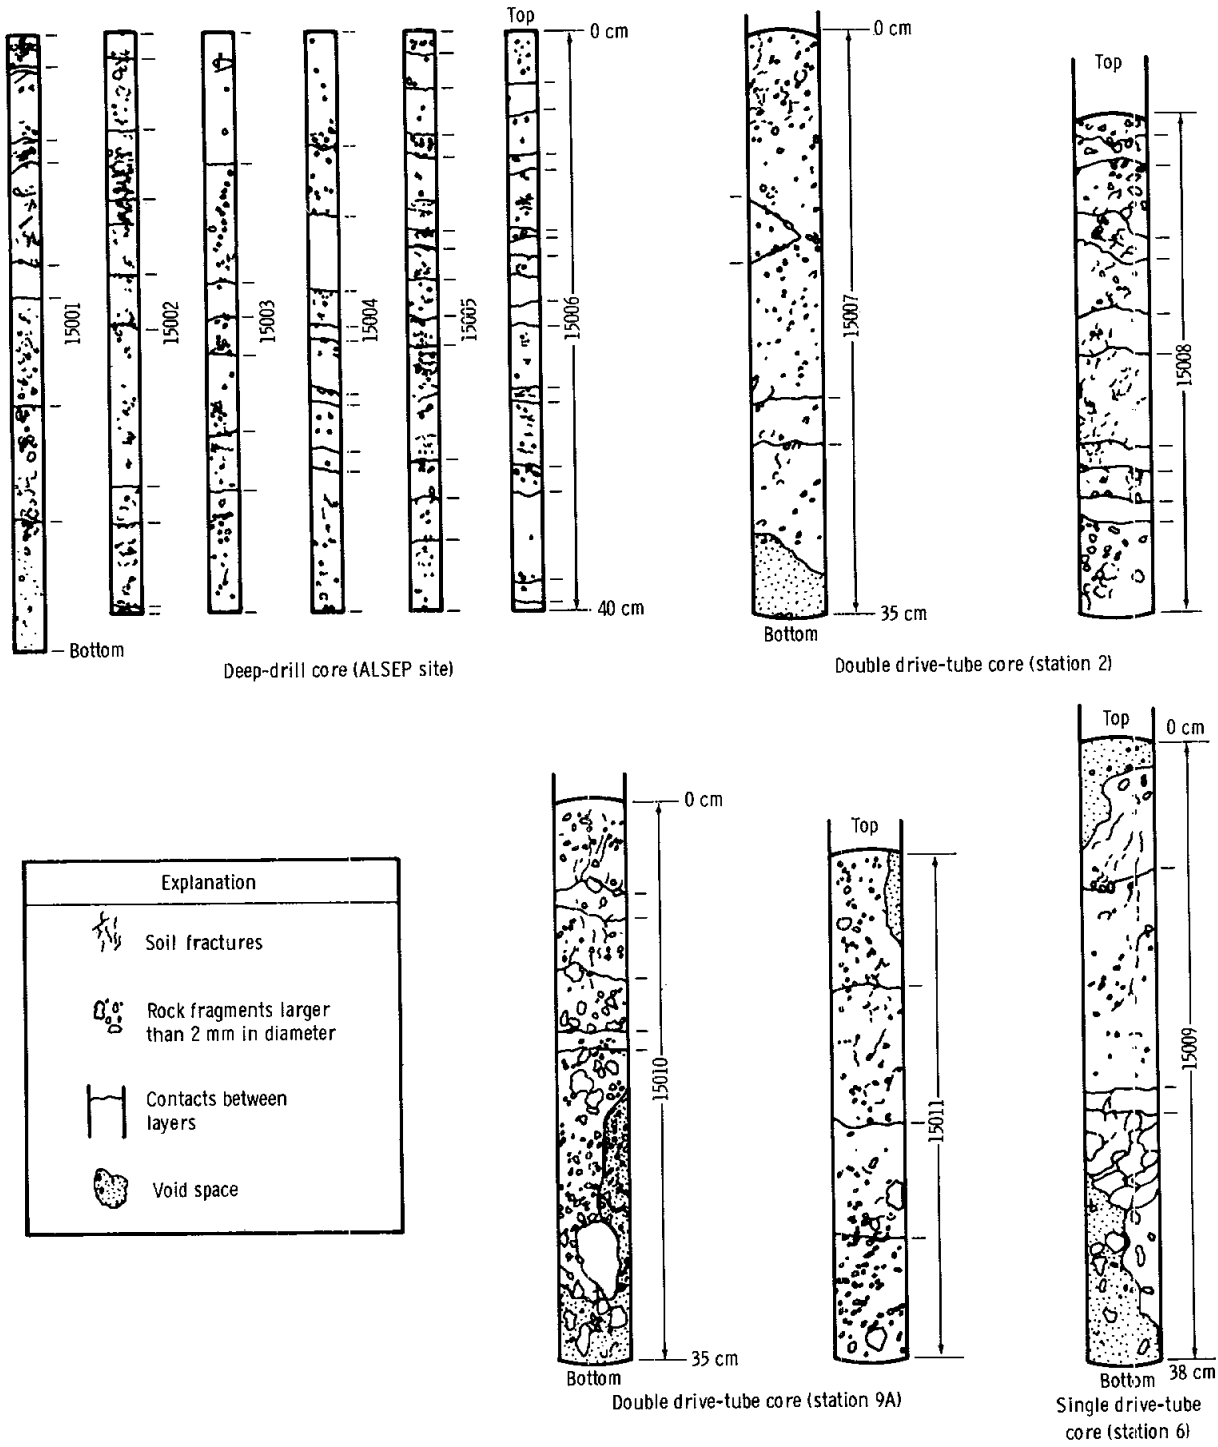 Top
0 cm
15001
15002
15003
15004
15005
15006
40 cm
Bottom
Deep-drill core (ALSEP site)
0 cm
15007
35 cm
Bottom
Top
15008
Double drive-tube core (station 2)
Explanation
Soil fractures
Rock fragments larger
than 2 mm in diameter
Contacts between
layers
Void space
0 cm
15010
35 cm
Bottom
Top
15011
Double drive-tube core (station 9A)
Top
0 cm
15009
Bottom
38 cm
Single drive-tube
core (station 6)